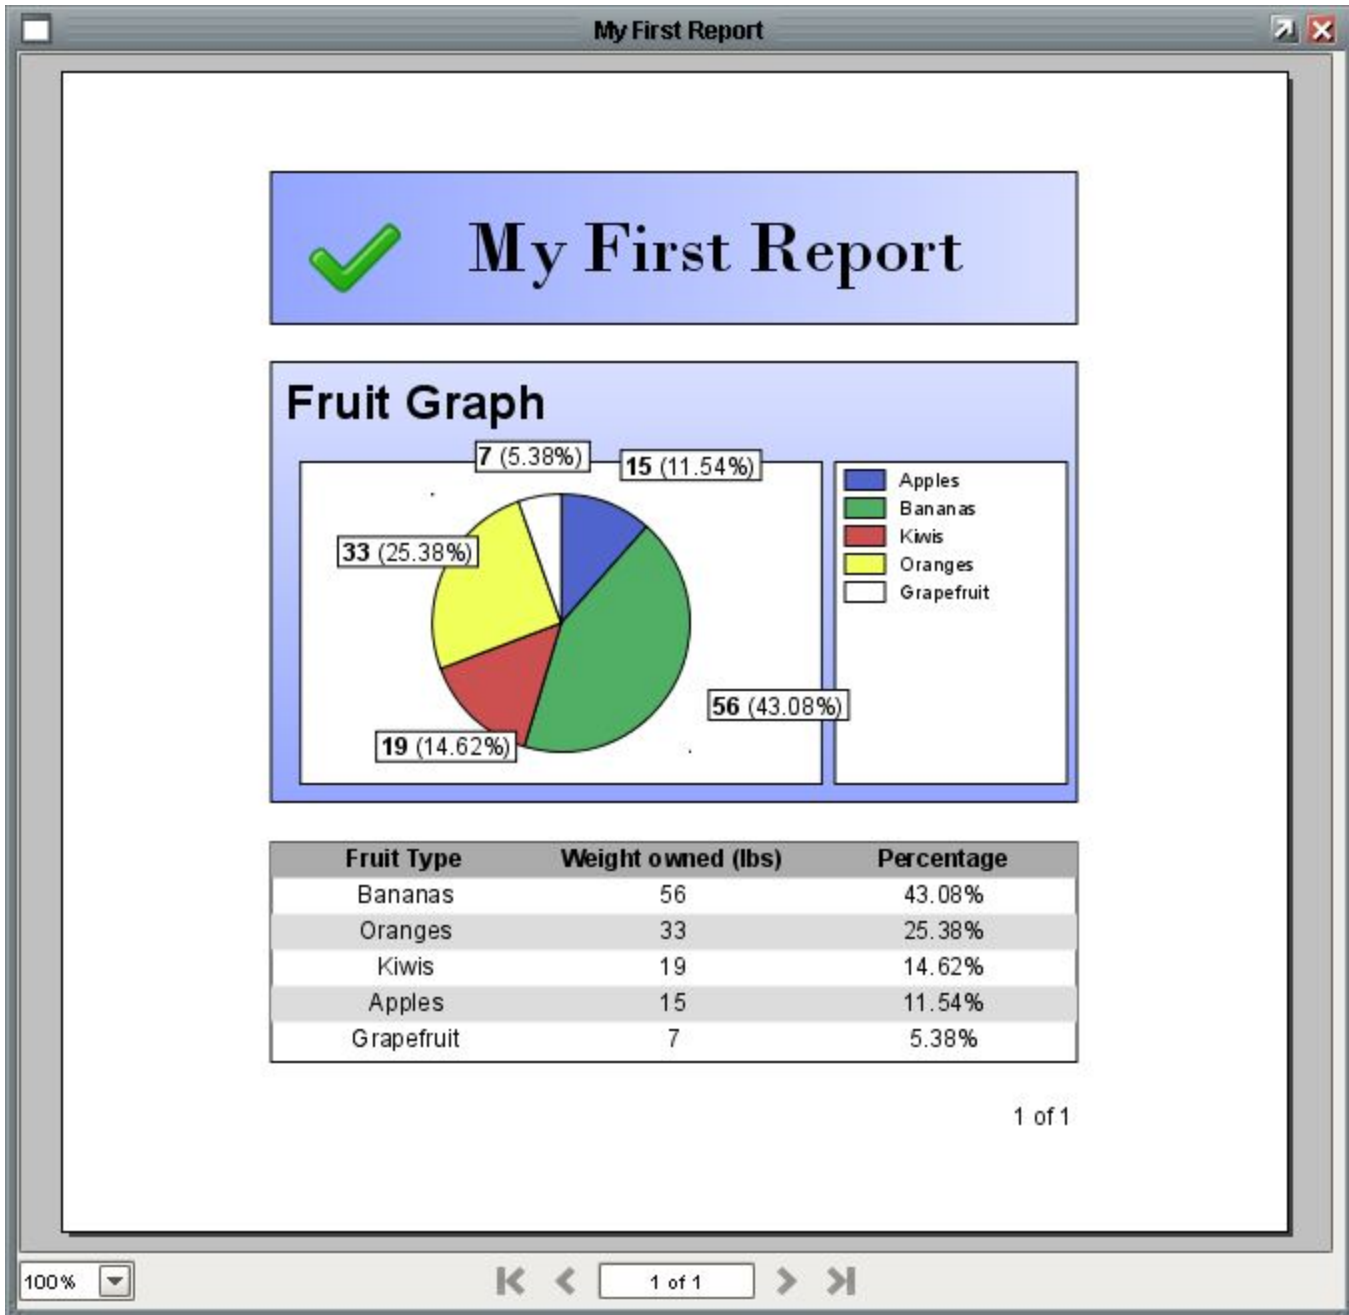 My First Report
My First Report
Fruit Graph
7 (5.38%)
15 (11.54%)
33 (25.38%)
56 (43.08%)
19 (14.62%)
Apples
Bananas
Kiwis
Oranges
Grapefruit
Fruit Type Weight owned (lbs) Percentage
Bananas 56 43.08%
Oranges 33 25.38%
Kiwis 19 14.62%
Apples 15 11.54%
Grapefruit 7 5.38%
1 of 1
100% 1 of 1